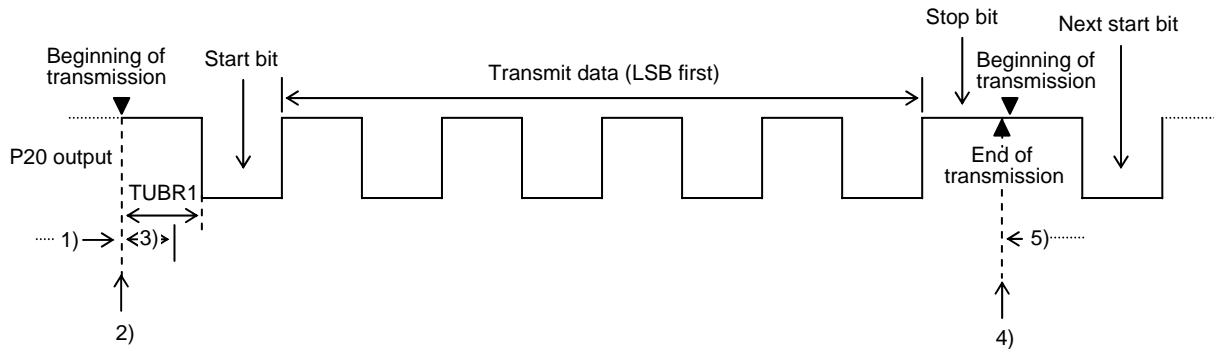 Stop bit
Next start bit
Beginning of
transmission
Start bit
Transmit data (LSB first)
Beginning of
transmission
P20 output
End of
transmission
TUBR1
1)
3)
5)
2)
4)